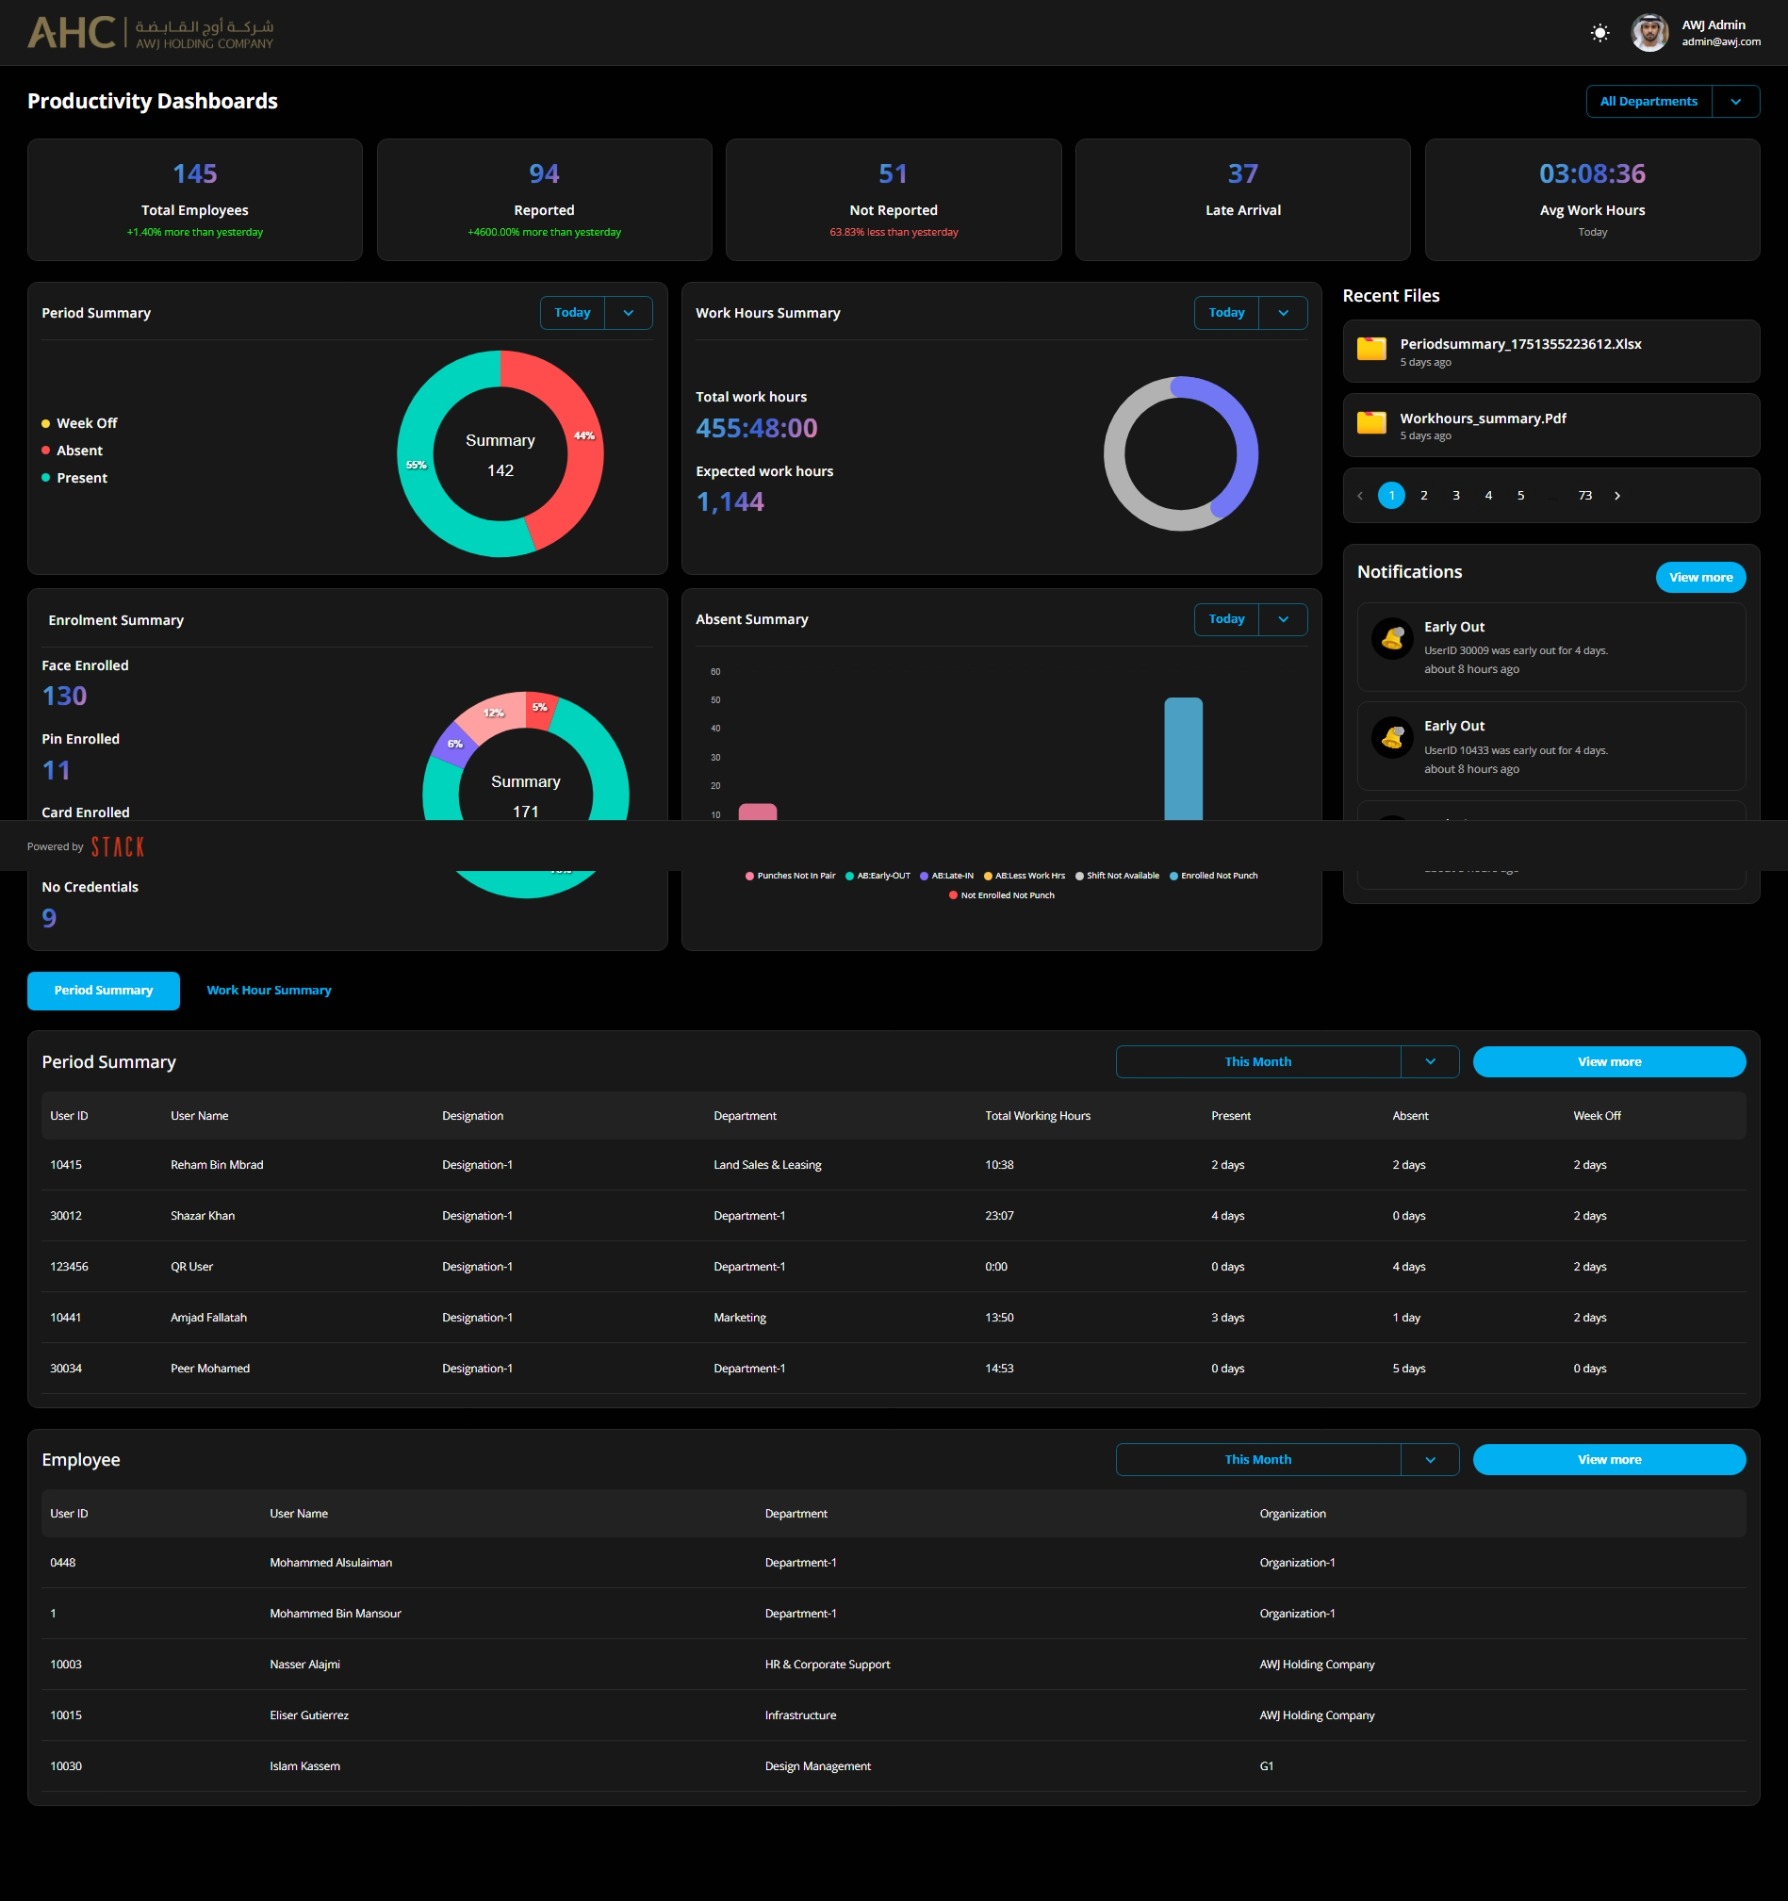 AHC
شركة أوج القابضة
AWJ HOLDING COMPANY
AWJ Admin
admin@awj.com
Productivity Dashboards
All Departments
145
Total Employees
+1.40% more than yesterday
94
Reported
+4600.00% more than yesterday
51
Not Reported
63.83% less than yesterday
37
Late Arrival
03:08:36
Avg Work Hours
Today
Period Summary
Today
Week Off
Absent
Present
44%
55%
Summary
142
Work Hours Summary
Today
Total work hours
455:48:00
Expected work hours
1,144
Recent Files
Periodsummary_1751355223612.Xlsx
5 days ago
Workhours_summary.Pdf
5 days ago
1 2 3 4 5 73
Notifications
View more
Early Out
UserID 30009 was early out for 4 days.
about 8 hours ago
Early Out
UserID 10433 was early out for 4 days.
about 8 hours ago
Enrolment Summary
Face Enrolled
130
Pin Enrolled
11
Card Enrolled
No Credentials
9
12%
5%
6%
Summary
171
Absent Summary
Today
60
50
40
30
20
10
Punches Not In Pair AB:Early-OUT AB:Late-IN AB:Less Work Hrs Shift Not Available Enrolled Not Punch
Not Enrolled Not Punch
Powered by STACK
Period Summary
Work Hour Summary
Period Summary
This Month
View more
User ID User Name Designation Department Total Working Hours Present Absent Week Off
10415 Reham Bin Mbrad Designation-1 Land Sales & Leasing 10:38 2 days 2 days 2 days
30012 Shazar Khan Designation-1 Department-1 23:07 4 days 0 days 2 days
123456 QR User Designation-1 Department-1 0:00 0 days 4 days 2 days
10441 Amjad Fallatah Designation-1 Marketing 13:50 3 days 1 day 2 days
30034 Peer Mohamed Designation-1 Department-1 14:53 0 days 5 days 0 days
Employee
This Month
View more
User ID User Name Department Organization
0448 Mohammed Alsulaiman Department-1 Organization-1
1 Mohammed Bin Mansour Department-1 Organization-1
10003 Nasser Alajmi HR & Corporate Support AWJ Holding Company
10015 Eliser Gutierrez Infrastructure AWJ Holding Company
10030 Islam Kassem Design Management G1